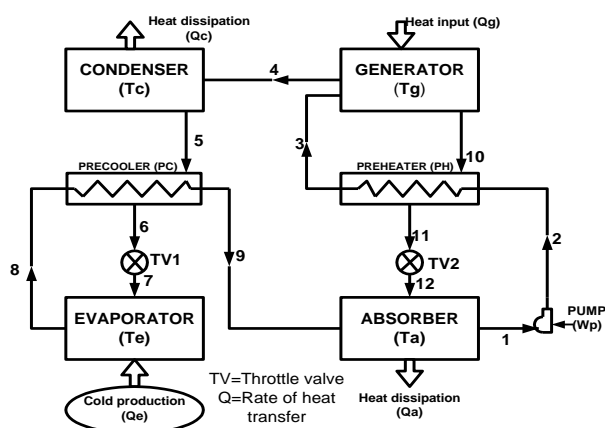 Heat dissipation
(Qc)
Heat input (Qg)
CONDENSER
(Tc)
4
GENERATOR
(Tg)
5
3
10
PRECOOLER (PC)
PREHEATER (PH)
6
11
2
8
TV1
9
TV2
7
12
EVAPORATOR
(Te)
ABSORBER
(Ta)
1
PUMP
(Wp)
Cold production
(Qe)
TV=Throttle valve
Q=Rate of heat
transfer
Heat dissipation
(Qa)